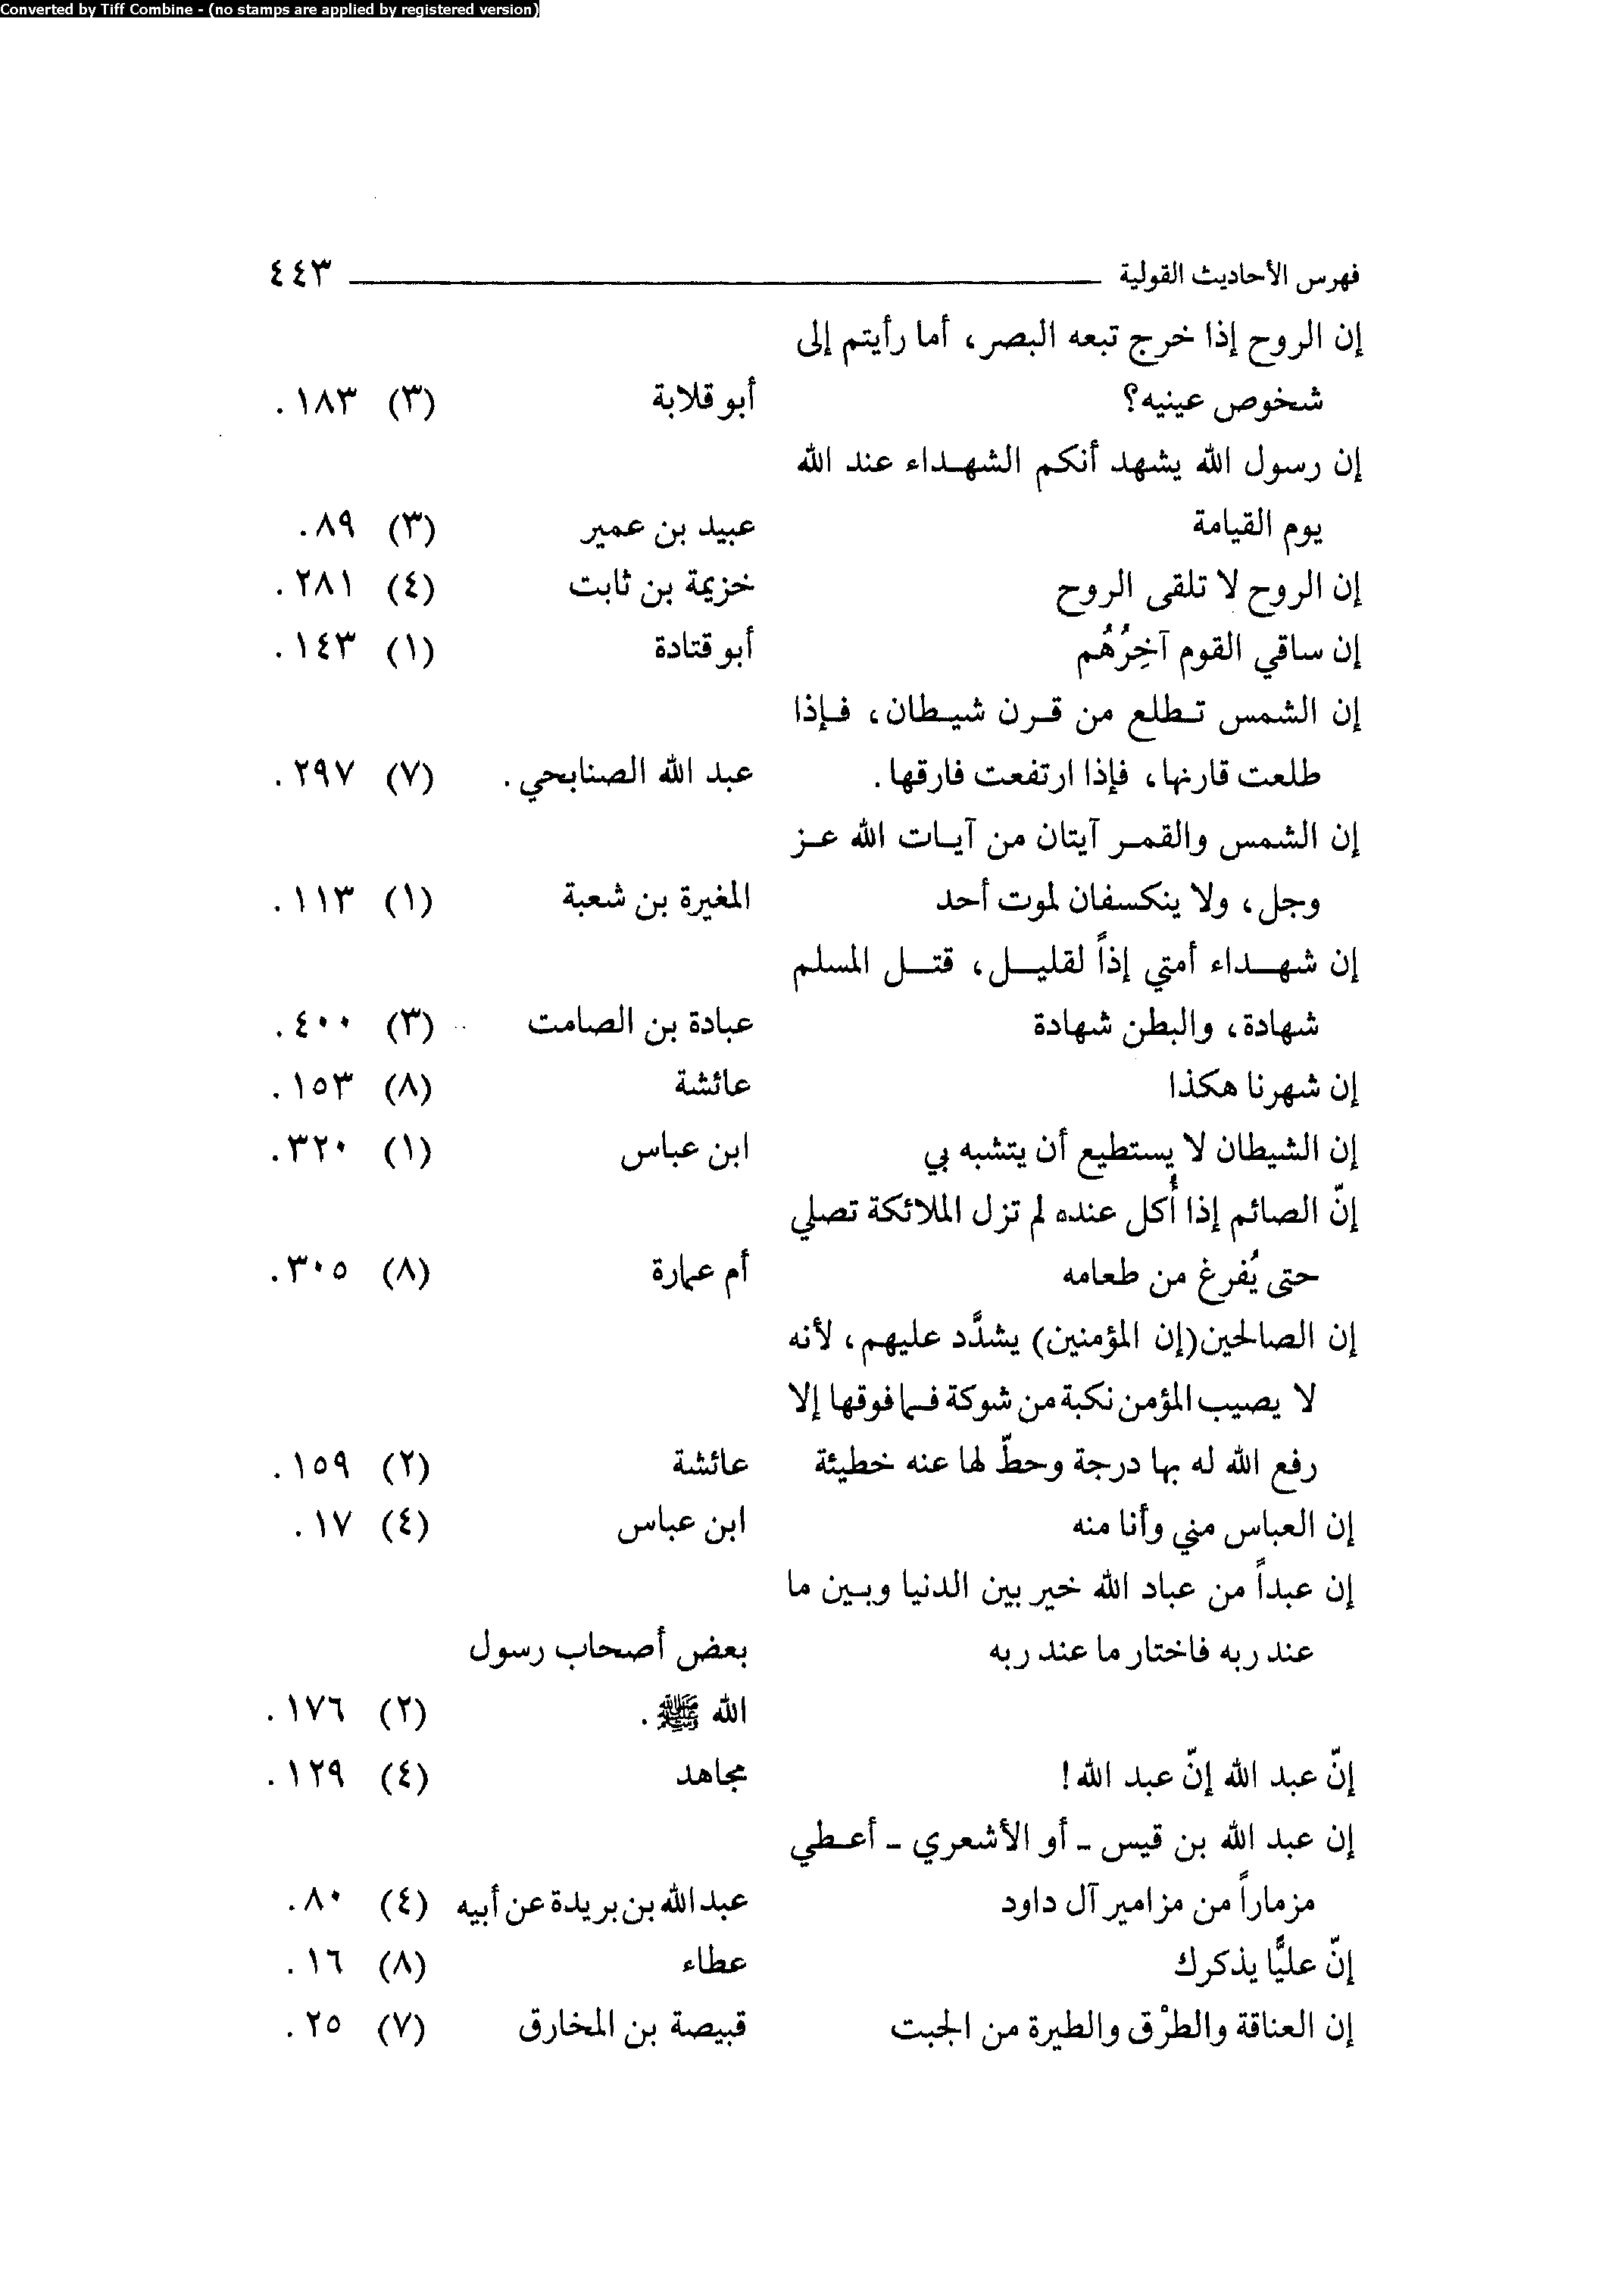 Converted by Tiff Combine - (no stamps are applied by registered version)
فهرس الأحاديث القولية ٤٤٣
إن الروح إذا خرج تبعه البصر، أما رأيتم إلى
شخوص عينيه؟ أبو قلابة (٣) ١٨٣.
إن رسول الله يشهد أنكم الشهداء عند الله
يوم القيامة عبيد بن عمير (٣) ٨٩.
إن الروح لا تلقى الروح خزيمة بن ثابت (٤) ٢٨١.
إن ساقي القوم آخِرُهُم أبو قتادة (١) ١٤٣.
إن الشمس تطلع من قرن شيطان، فإذا
طلعت قارنها، فإذا ارتفعت فارقها. عبد الله الصنابحي. (٧) ٢٩٧.
إن الشمس والقمر آيتان من آيات الله عز
وجل، ولا ينكسفان لموت أحد المغيرة بن شعبة (١) ١١٣.
إن شهداء أمتي إذاً لقليل، قتل المسلم
شهادة، والبطن شهادة عبادة بن الصامت (٣) ٤٠٠.
إن شهرنا هكذا عائشة (٨) ١٥٣.
إن الشيطان لا يستطيع أن يتشبه بي ابن عباس (١) ٣٢٠.
إنّ الصائم إذا أُكل عنده لم تزل الملائكة تصلي
حتى يُفرغ من طعامه أم عمارة (٨) ٣٠٥.
إن الصالحين(إن المؤمنين) يشدَّد عليهم، لأنه
لا يصيب المؤمن نكبة من شوكة فما فوقها إلا
رفع الله له بها درجة وحطّ لها عنه خطيئة عائشة (٢) ١٥٩.
إن العباس مني وأنا منه ابن عباس (٤) ١٧.
إن عبداً من عباد الله خير بين الدنيا وبين ما
عند ربه فاختار ما عند ربه بعض أصحاب رسول
الله ﷺ. (٢) ١٧٦.
إنّ عبد الله إنّ عبد الله! مجاهد (٤) ١٢٩.
إن عبد الله بن قيس - أو الأشعري - أعطي
مزماراً من مزامير آل داود عبد الله بن بريدة عن أبيه (٤) ٨٠.
إنّ عليًّا يذكرك عطاء (٨) ١٦.
إن العناقة والطرْق والطيرة من الجبت قبيصة بن المخارق (٧) ٢٥.